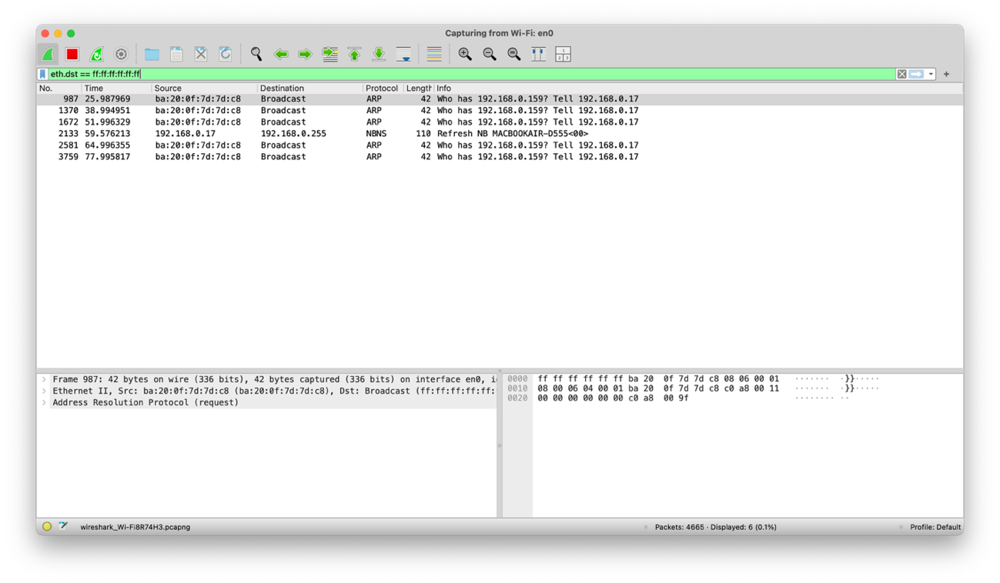 Capturing from Wi-Fi: en0
eth.dst == ff:ff:ff:ff:ff:ff
No. Time Source Destination Protocol Length Info
987 25.987969 ba:20:0f:7d:7d:c8 Broadcast ARP 42 Who has 192.168.0.159? Tell 192.168.0.17
1370 38.994951 ba:20:0f:7d:7d:c8 Broadcast ARP 42 Who has 192.168.0.159? Tell 192.168.0.17
1672 51.996329 ba:20:0f:7d:7d:c8 Broadcast ARP 42 Who has 192.168.0.159? Tell 192.168.0.17
2133 59.576213 192.168.0.17 192.168.0.255 NBNS 110 Refresh NB MACBOOKAIR-D555<00>
2581 64.996355 ba:20:0f:7d:7d:c8 Broadcast ARP 42 Who has 192.168.0.159? Tell 192.168.0.17
3759 77.995817 ba:20:0f:7d:7d:c8 Broadcast ARP 42 Who has 192.168.0.159? Tell 192.168.0.17
Frame 987: 42 bytes on wire (336 bits), 42 bytes captured (336 bits) on interface en0, i
Ethernet II, Src: ba:20:0f:7d:7d:c8 (ba:20:0f:7d:7d:c8), Dst: Broadcast (ff:ff:ff:ff:ff:
Address Resolution Protocol (request)
0000 ff ff ff ff ff ff ba 20 0f 7d 7d c8 08 06 00 01 ······· ·}}·····
0010 08 00 06 04 00 01 ba 20 0f 7d 7d c8 c0 a8 00 11 ······· ·}}·····
0020 00 00 00 00 00 00 c0 a8 00 9f ········ ··
wireshark_Wi-Fi8R74H3.pcapng
Packets: 4665 · Displayed: 6 (0.1%)
Profile: Default